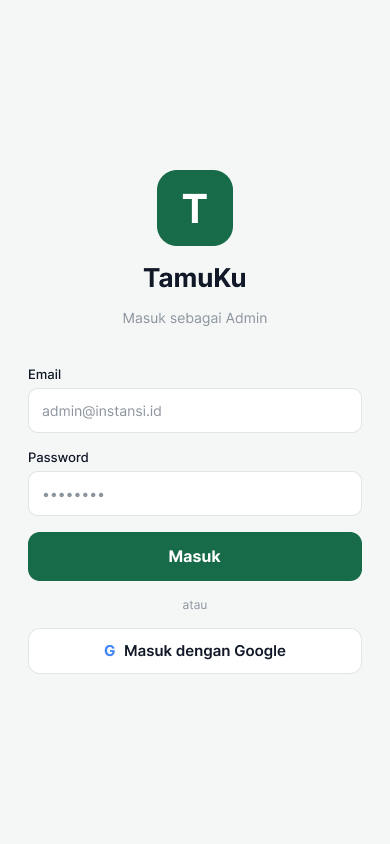 T
TamuKu
Masuk sebagai Admin
Email
admin@instansi.id
Password
••••••••
Masuk
atau
G Masuk dengan Google